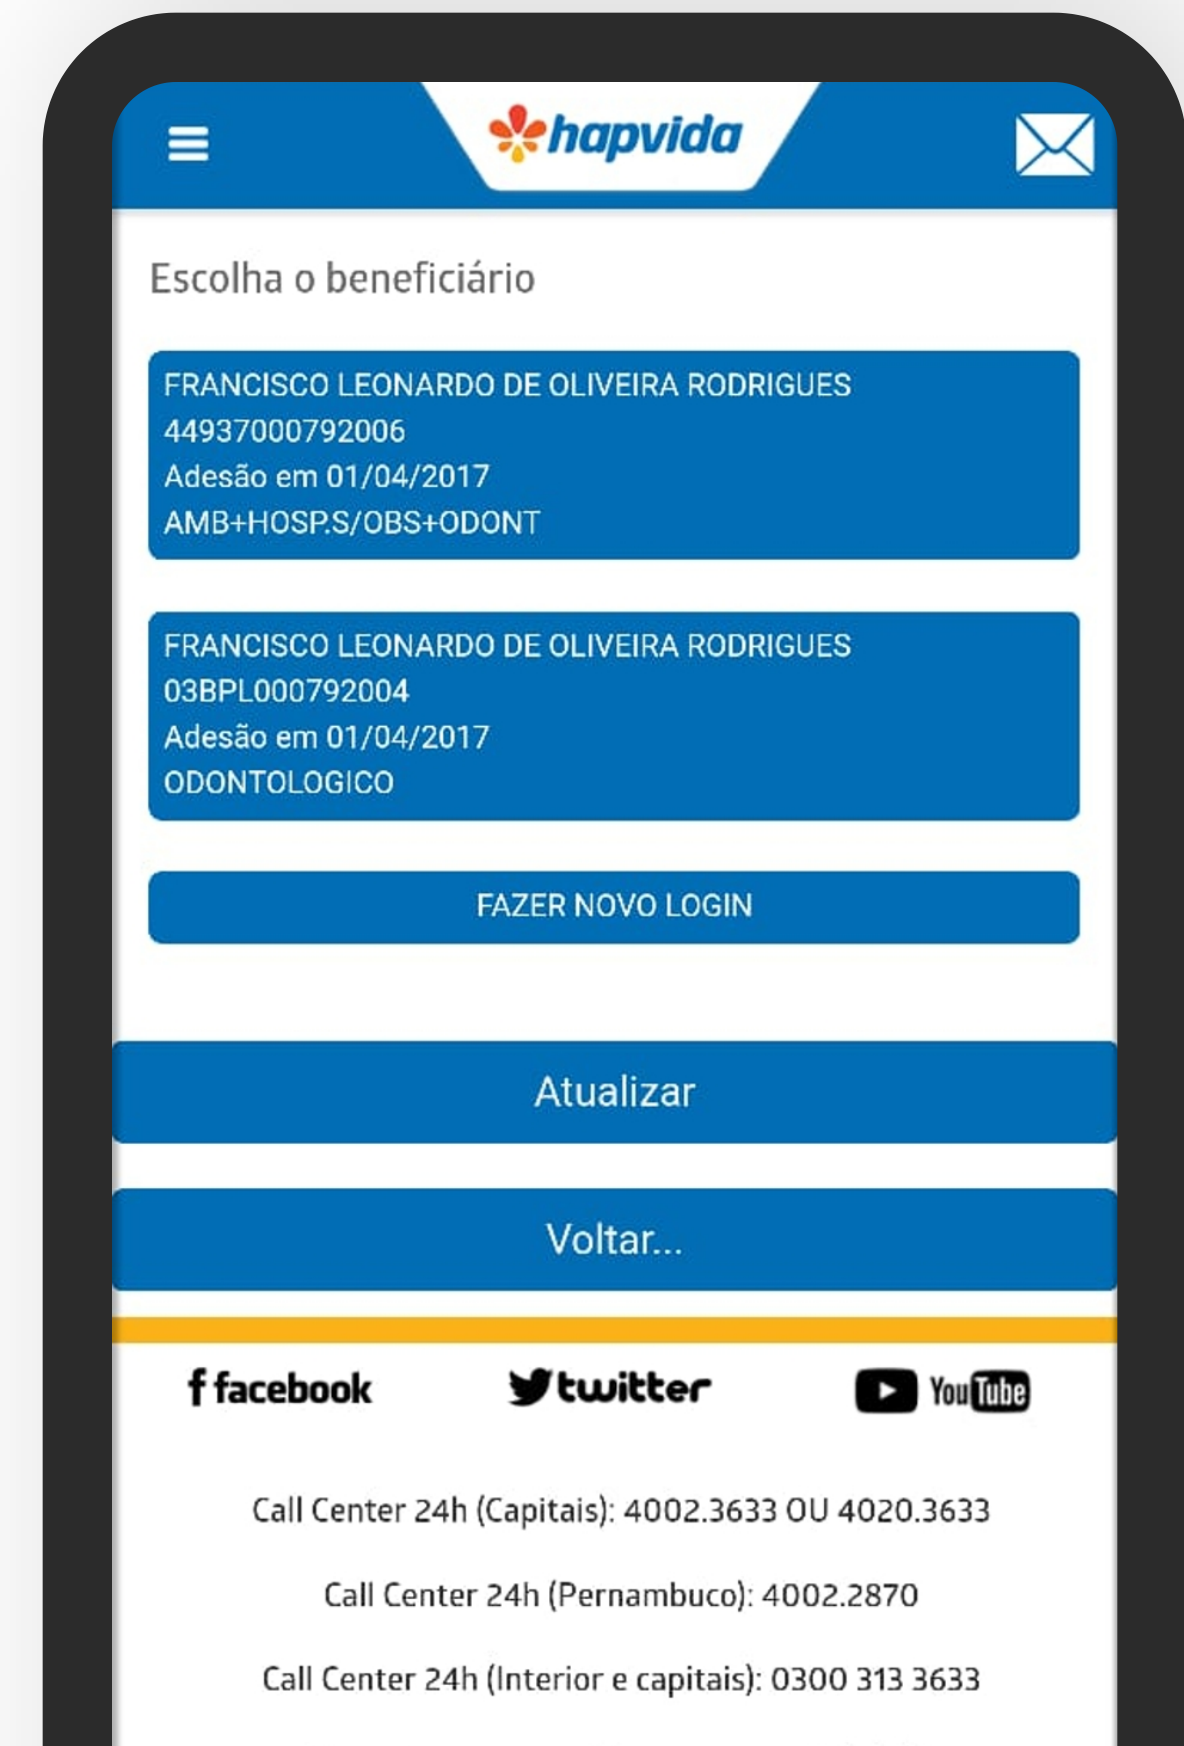 hapvida
Escolha o beneficiário
FRANCISCO LEONARDO DE OLIVEIRA RODRIGUES
44937000792006
Adesão em 01/04/2017
AMB+HOSP.S/OBS+ODONT
FRANCISCO LEONARDO DE OLIVEIRA RODRIGUES
03BPL000792004
Adesão em 01/04/2017
ODONTOLOGICO
FAZER NOVO LOGIN
Atualizar
Voltar...
f facebook twitter YouTube
Call Center 24h (Capitais): 4002.3633 OU 4020.3633
Call Center 24h (Pernambuco): 4002.2870
Call Center 24h (Interior e capitais): 0300 313 3633